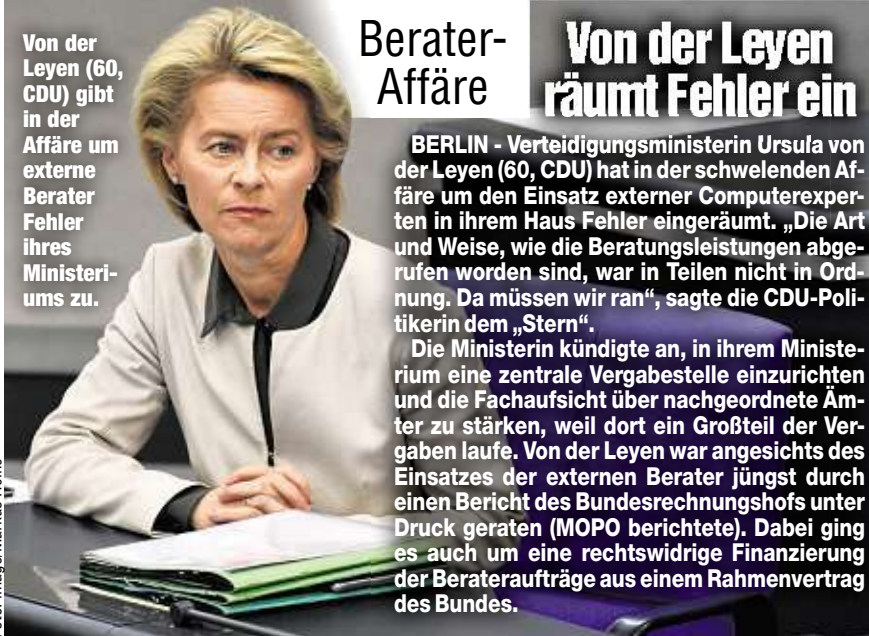 Von der
Leyen (60,
CDU) gibt
in der
Affäre um
externe
Berater
Fehler
ihres
Ministeri-
ums zu.
Berater-
Affäre
Von der Leyen
räumt Fehler ein
BERLIN - Verteidigungsministerin Ursula von
der Leyen (60, CDU) hat in der schwelenden Af-
färe um den Einsatz externer Computerexper-
ten in ihrem Haus Fehler eingeräumt. „Die Art
und Weise, wie die Beratungsleistungen abge-
rufen worden sind, war in Teilen nicht in Ord-
nung. Da müssen wir ran“, sagte die CDU-Poli-
tikerin dem „Stern“.
Die Ministerin kündigte an, in ihrem Ministe-
rium eine zentrale Vergabestelle einzurichten
und die Fachaufsicht über nachgeordnete Äm-
ter zu stärken, weil dort ein Großteil der Ver-
gaben laufe. Von der Leyen war angesichts des
Einsatzes der externen Berater jüngst durch
einen Bericht des Bundesrechnungshofs unter
Druck geraten (MOPO berichtete). Dabei ging
es auch um eine rechtswidrige Finanzierung
der Berateraufträge aus einem Rahmenvertrag
des Bundes.